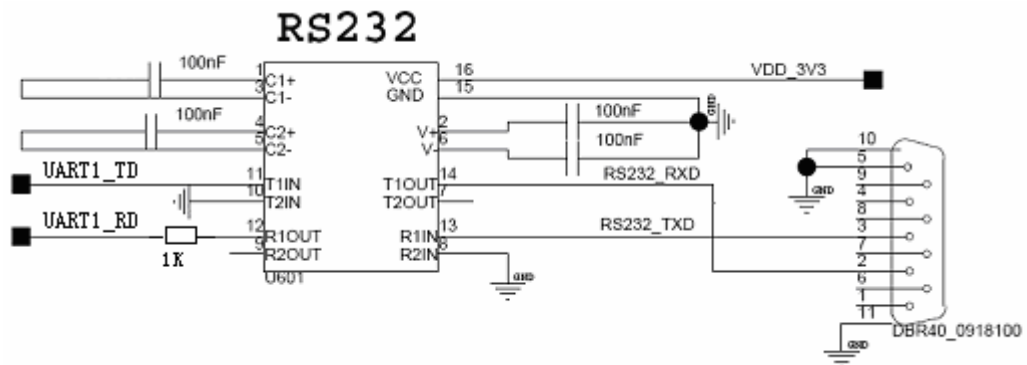 RS232
100nF
1
C1+
3
C1-
100nF
4
C2+
5
C2-
UART1_TD
11
T1IN
10
T2IN
UART1_RD
12
R1OUT
9
R2OUT
1K
U601
VCC
16
VDD_3V3
GND
15
GND
100nF
V+
2
100nF
V-
6
T1OUT
14
RS232_RXD
T2OUT
7
R1IN
13
RS232_TXD
R2IN
8
GND
10
5
9
4
8
3
7
2
6
1
11
GND
DBR40_0918100
GND